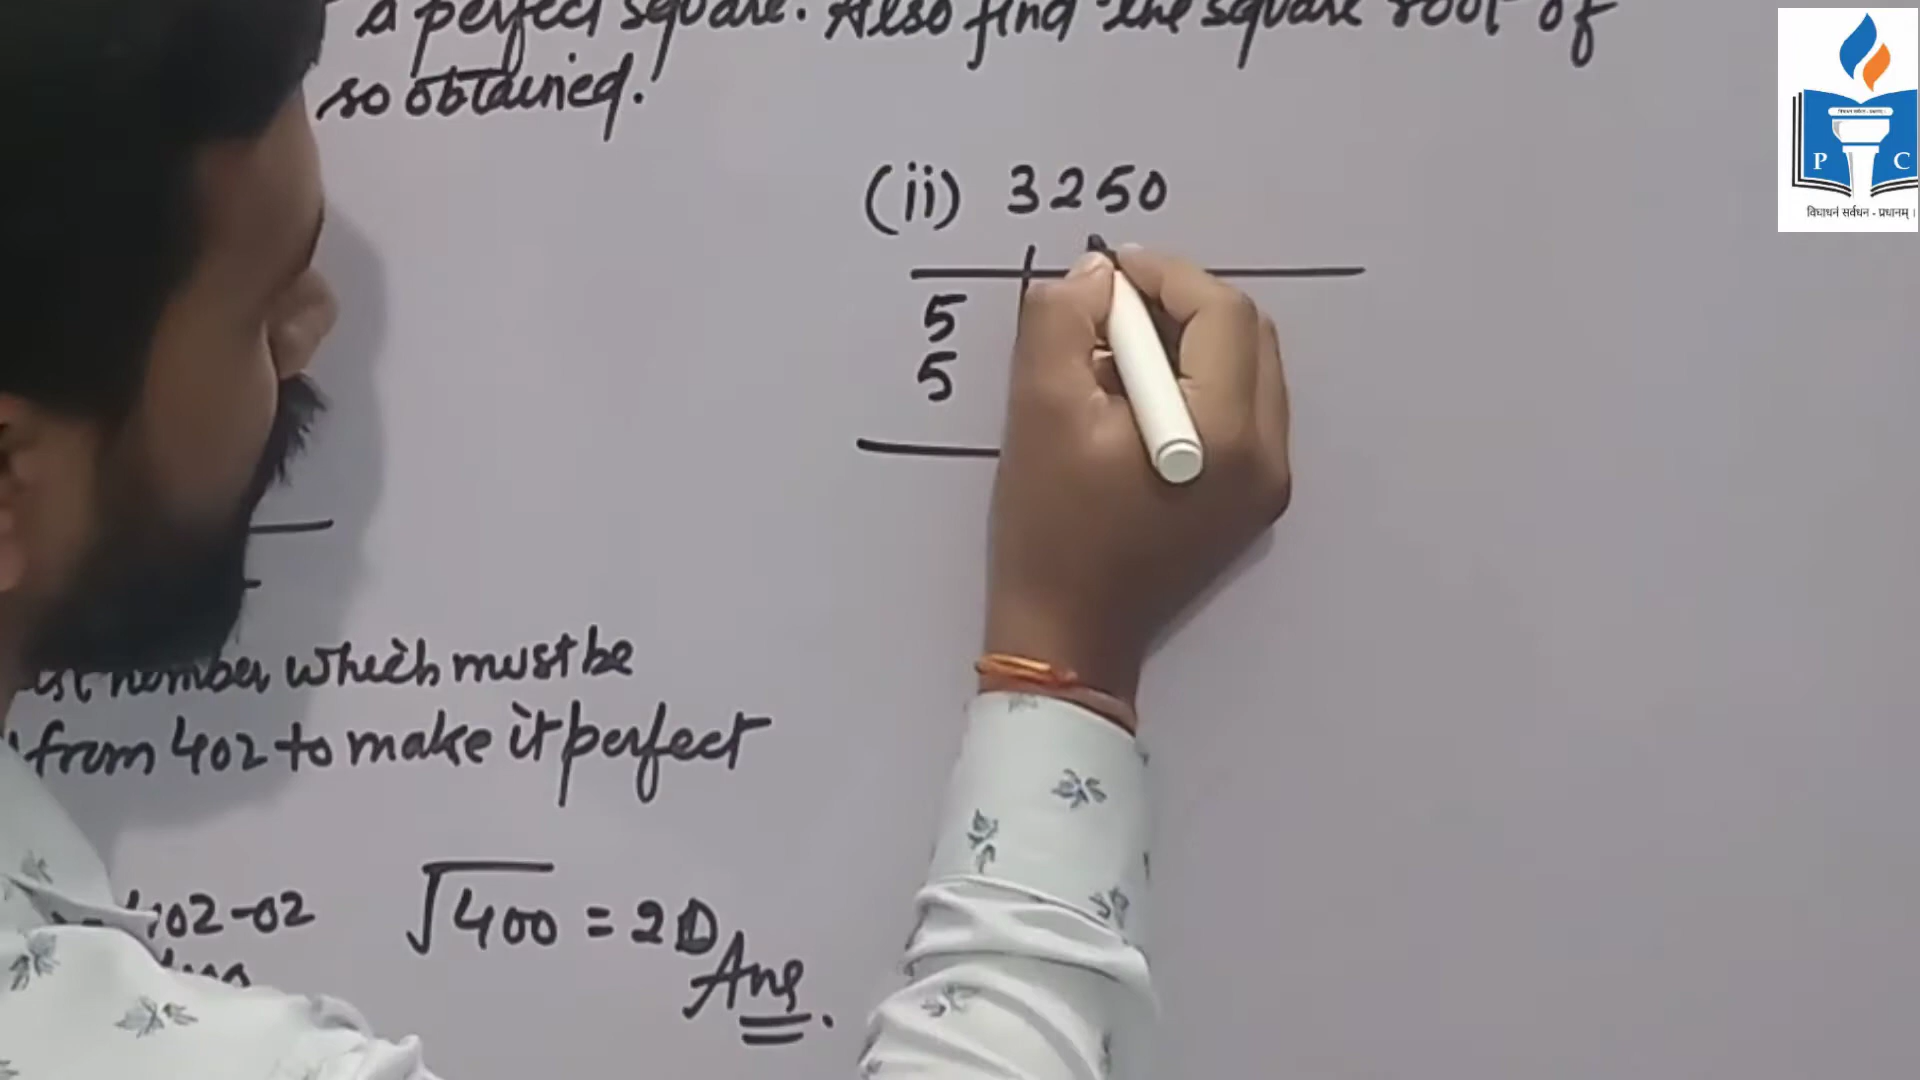 a perfect square. Also find the square root of
so obtained.
(ii) 3250
5
5
number which must be
from 402 to make it perfect
402-02
√400 = 20
Ans.
P C
विद्याधनं सर्वधन - प्रधानम् ।